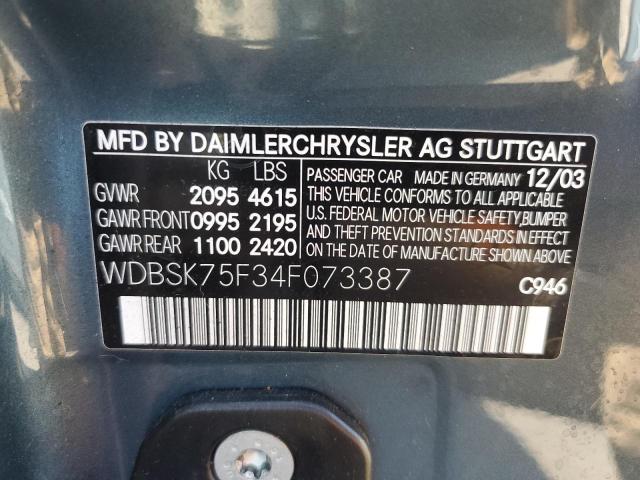 MFD BY DAIMLERCHRYSLER AG STUTTGART
KG LBS
GVWR 2095 4615
GAWR FRONT 0995 2195
GAWR REAR 1100 2420
PASSENGER CAR MADE IN GERMANY 12/03
THIS VEHICLE CONFORMS TO ALL APPLICABLE
U.S. FEDERAL MOTOR VEHICLE SAFETY,BUMPER
AND THEFT PREVENTION STANDARDS IN EFFECT
ON THE DATE OF MANUFACTURE SHOWN ABOVE
WDBSK75F34F073387
C946